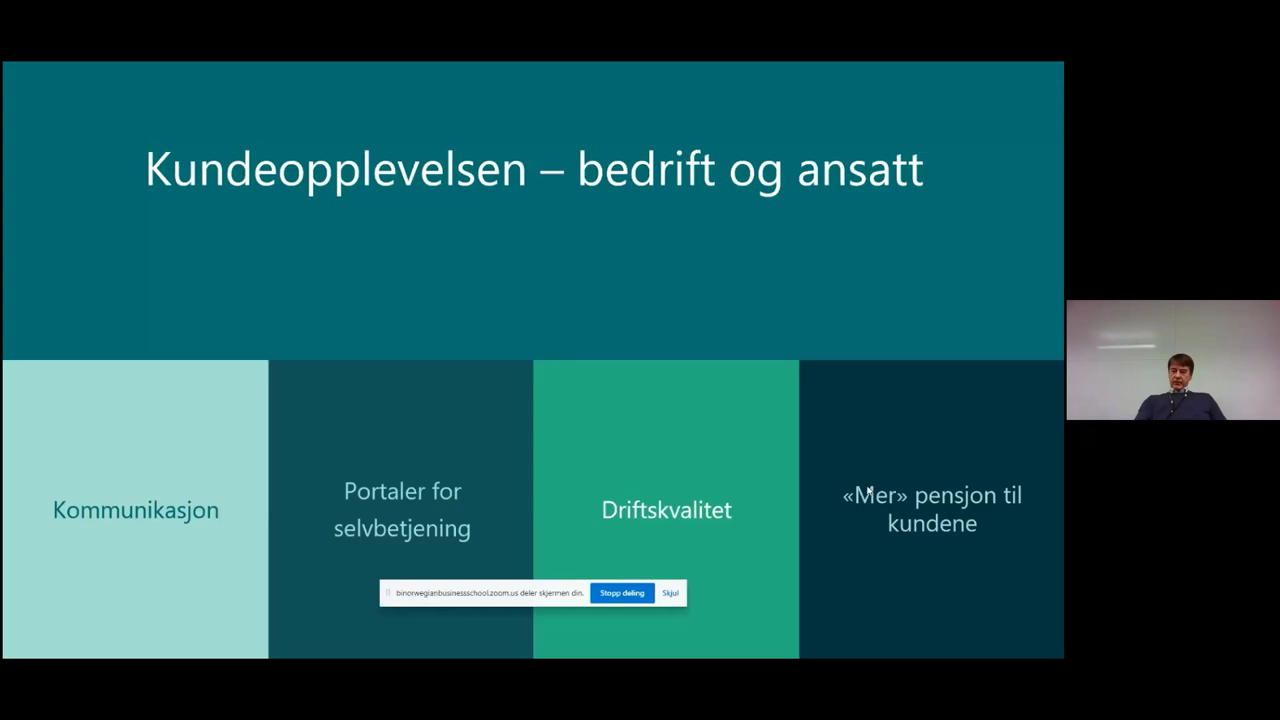 Kundeopplevelsen – bedrift og ansatt
Kommunikasjon
Portaler for
selvbetjening
Driftskvalitet
«Mer» pensjon til
kundene
binorwegianbusinessschool.zoom.us deler skjermen din.
Stopp deling
Skjul